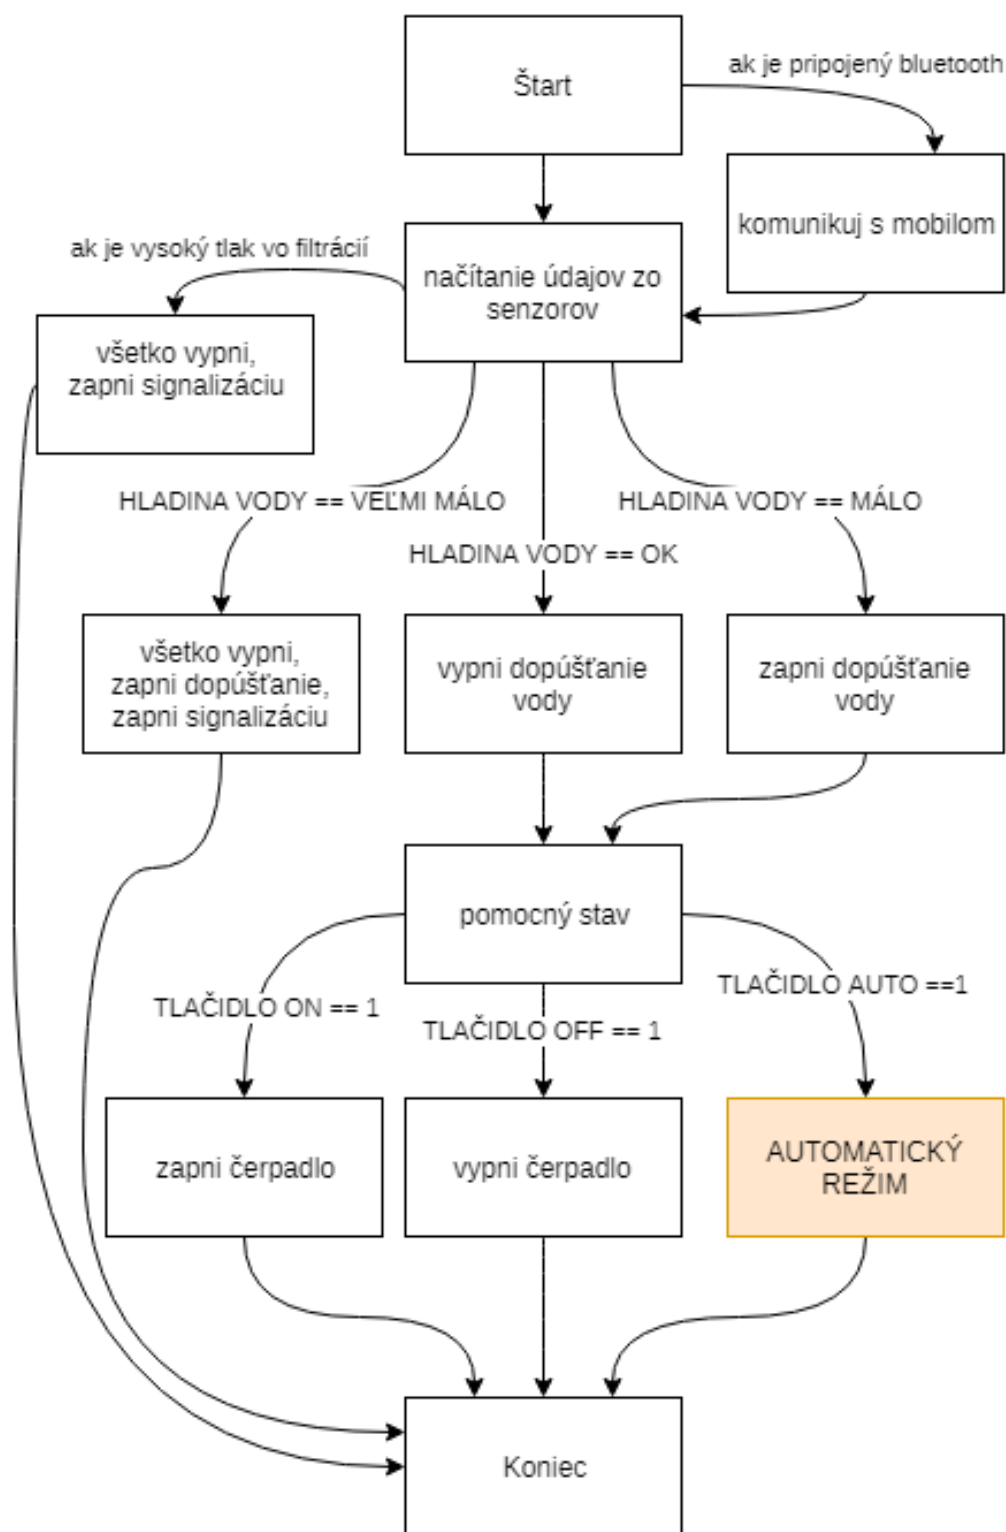 Štart
ak je pripojený bluetooth
komunikuj s mobilom
načítanie údajov zo
senzorov
ak je vysoký tlak vo filtrácií
všetko vypni,
zapni signalizáciu
HLADINA VODY == VEĽMI MÁLO
HLADINA VODY == OK
HLADINA VODY == MÁLO
všetko vypni,
zapni dopúšťanie,
zapni signalizáciu
vypni dopúšťanie
vody
zapni dopúšťanie
vody
pomocný stav
TLAČIDLO ON == 1
TLAČIDLO OFF == 1
TLAČIDLO AUTO ==1
zapni čerpadlo
vypni čerpadlo
AUTOMATICKÝ
REŽIM
Koniec